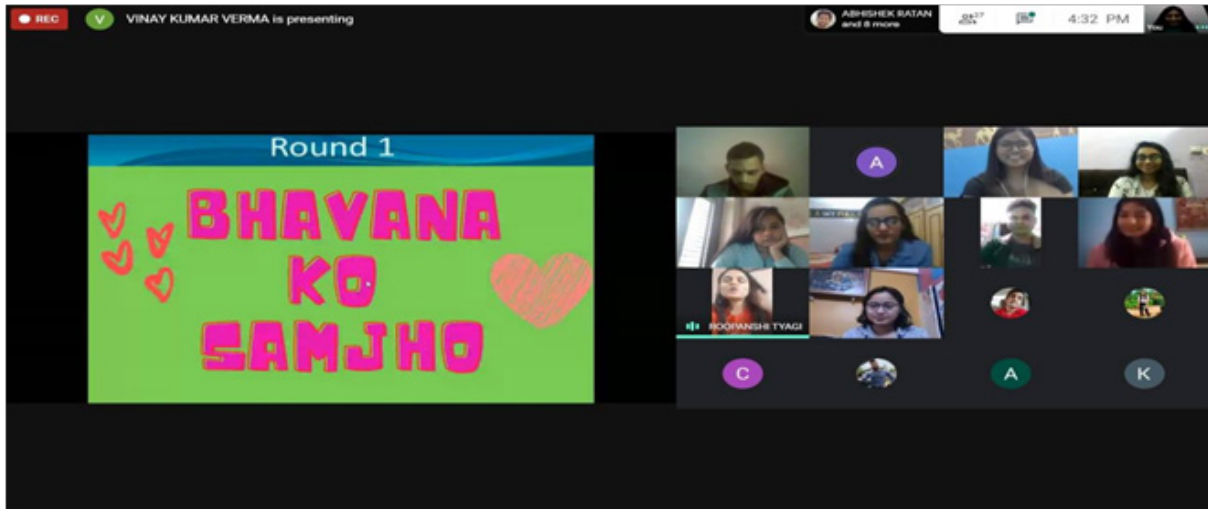 REC
V
VINAY KUMAR VERMA is presenting
ABHISHEK RATAN
and 8 more
27
4:32 PM
You
Round 1
BHAVANA
KO
SAMJHO
A
ROOPANSHI TYAGI
C
A
K